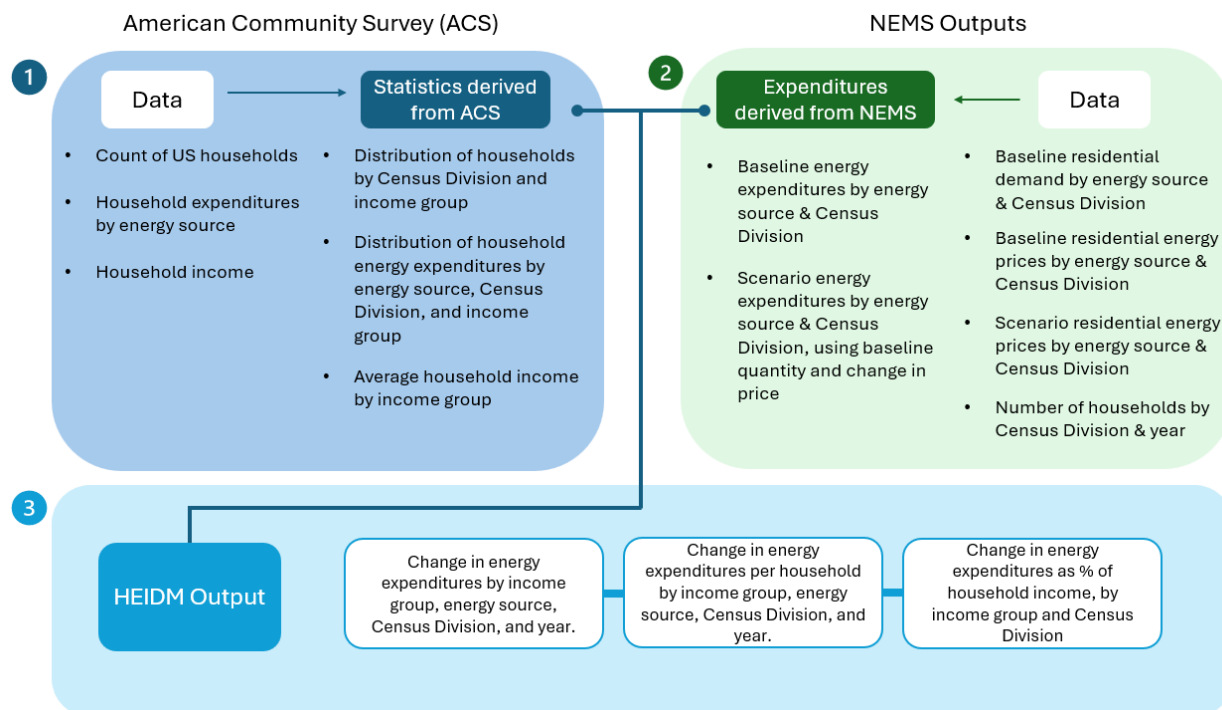 American Community Survey (ACS)
NEMS Outputs
1
Data
Statistics derived
from ACS
• Count of US households
• Household expenditures
by energy source
• Household income
• Distribution of households
by Census Division and
income group
• Distribution of household
energy expenditures by
energy source, Census
Division, and income
group
• Average household income
by income group
2
Expenditures
derived from NEMS
Data
• Baseline energy
expenditures by energy
source & Census
Division
• Scenario energy
expenditures by energy
source & Census
Division, using baseline
quantity and change in
price
• Baseline residential
demand by energy source
& Census Division
• Baseline residential energy
prices by energy source &
Census Division
• Scenario residential energy
prices by energy source &
Census Division
• Number of households by
Census Division & year
3
HEIDM Output
Change in energy
expenditures by income
group, energy source,
Census Division, and year.
Change in energy
expenditures per household
by income group, energy
source, Census Division, and
year.
Change in energy
expenditures as % of
household income, by
income group and Census
Division